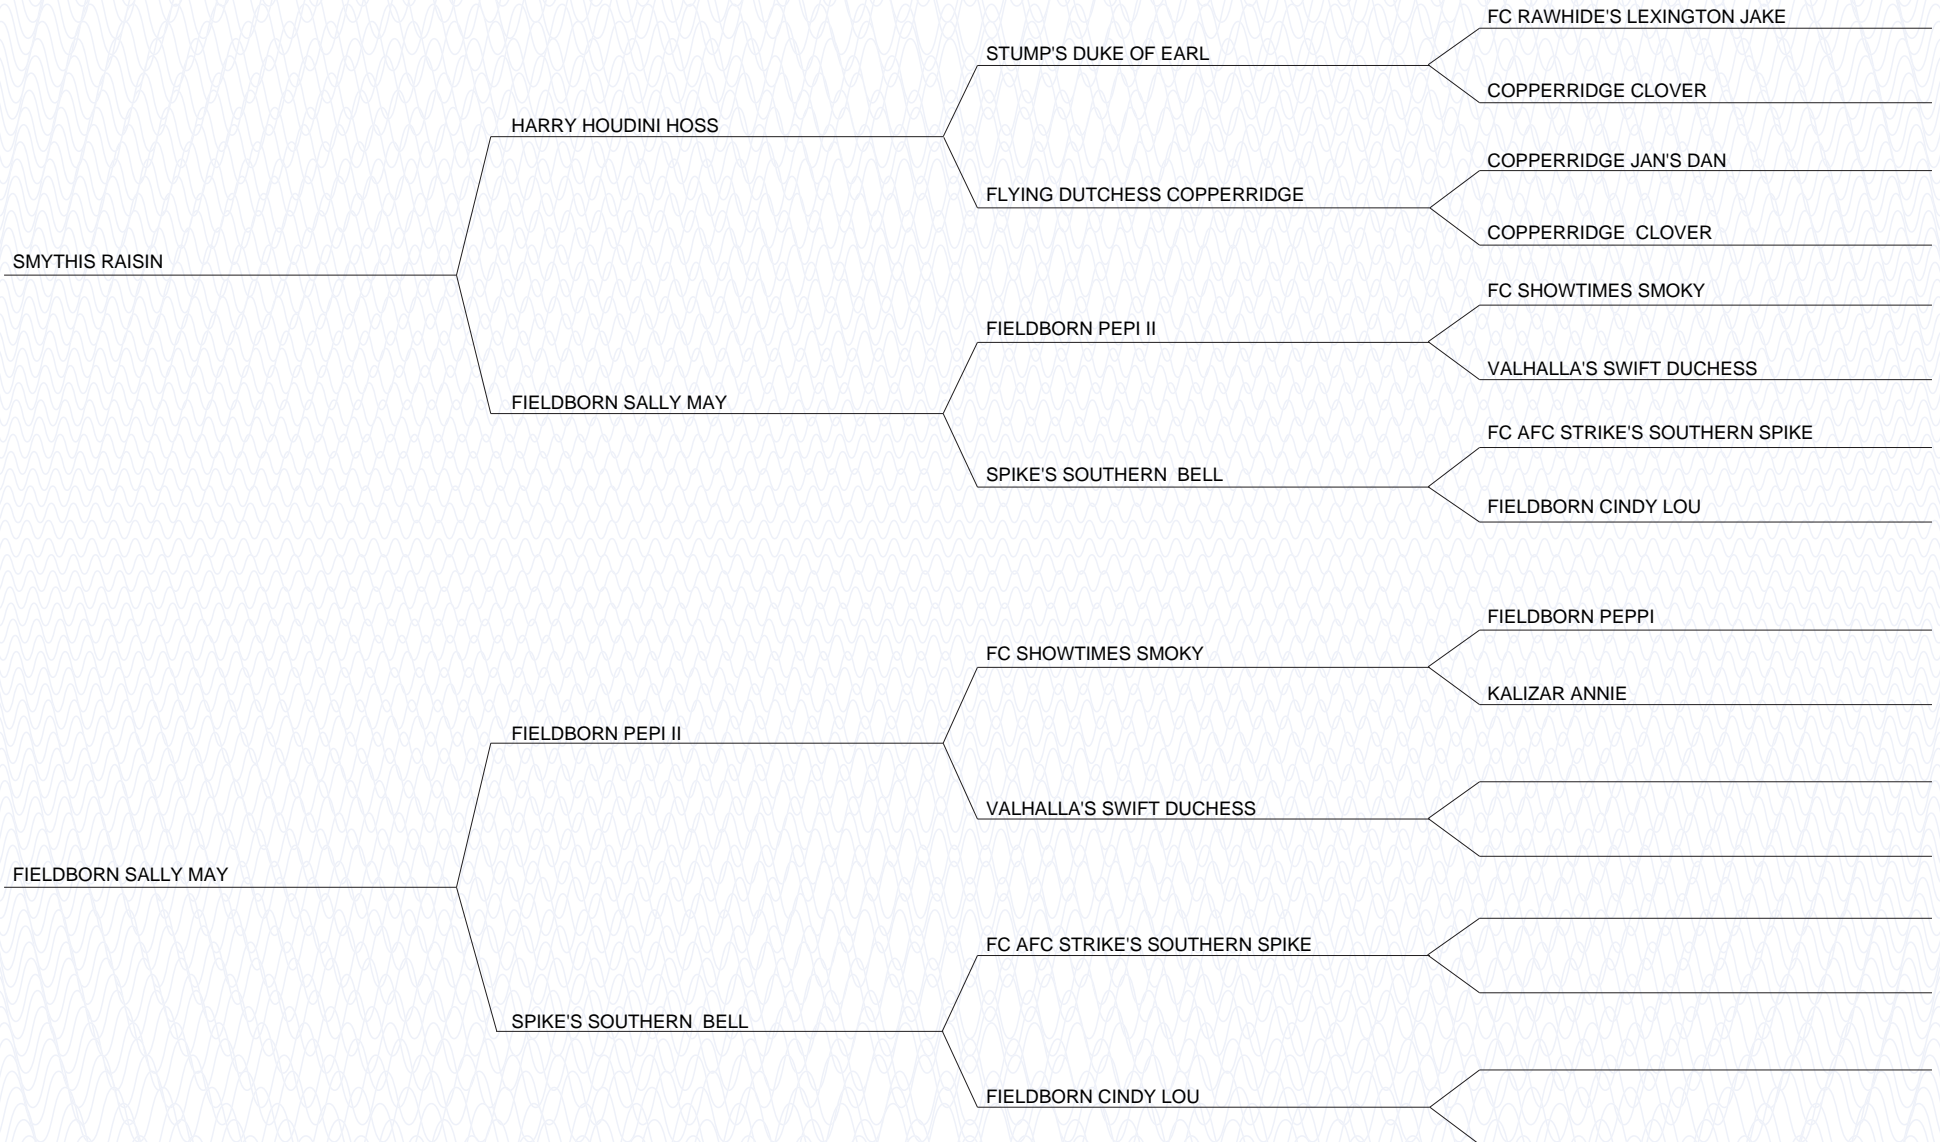 FC RAWHIDE'S LEXINGTON JAKE
STUMP'S DUKE OF EARL
COPPERRIDGE CLOVER
HARRY HOUDINI HOSS
COPPERRIDGE JAN'S DAN
FLYING DUTCHESS COPPERRIDGE
COPPERRIDGE  CLOVER
SMYTHIS RAISIN
FC SHOWTIMES SMOKY
FIELDBORN PEPI II
VALHALLA'S SWIFT DUCHESS
FIELDBORN SALLY MAY
FC AFC STRIKE'S SOUTHERN SPIKE
SPIKE'S SOUTHERN  BELL
FIELDBORN CINDY LOU
FIELDBORN PEPPI
FC SHOWTIMES SMOKY
KALIZAR ANNIE
FIELDBORN PEPI II
VALHALLA'S SWIFT DUCHESS
FIELDBORN SALLY MAY
FC AFC STRIKE'S SOUTHERN SPIKE
SPIKE'S SOUTHERN  BELL
FIELDBORN CINDY LOU